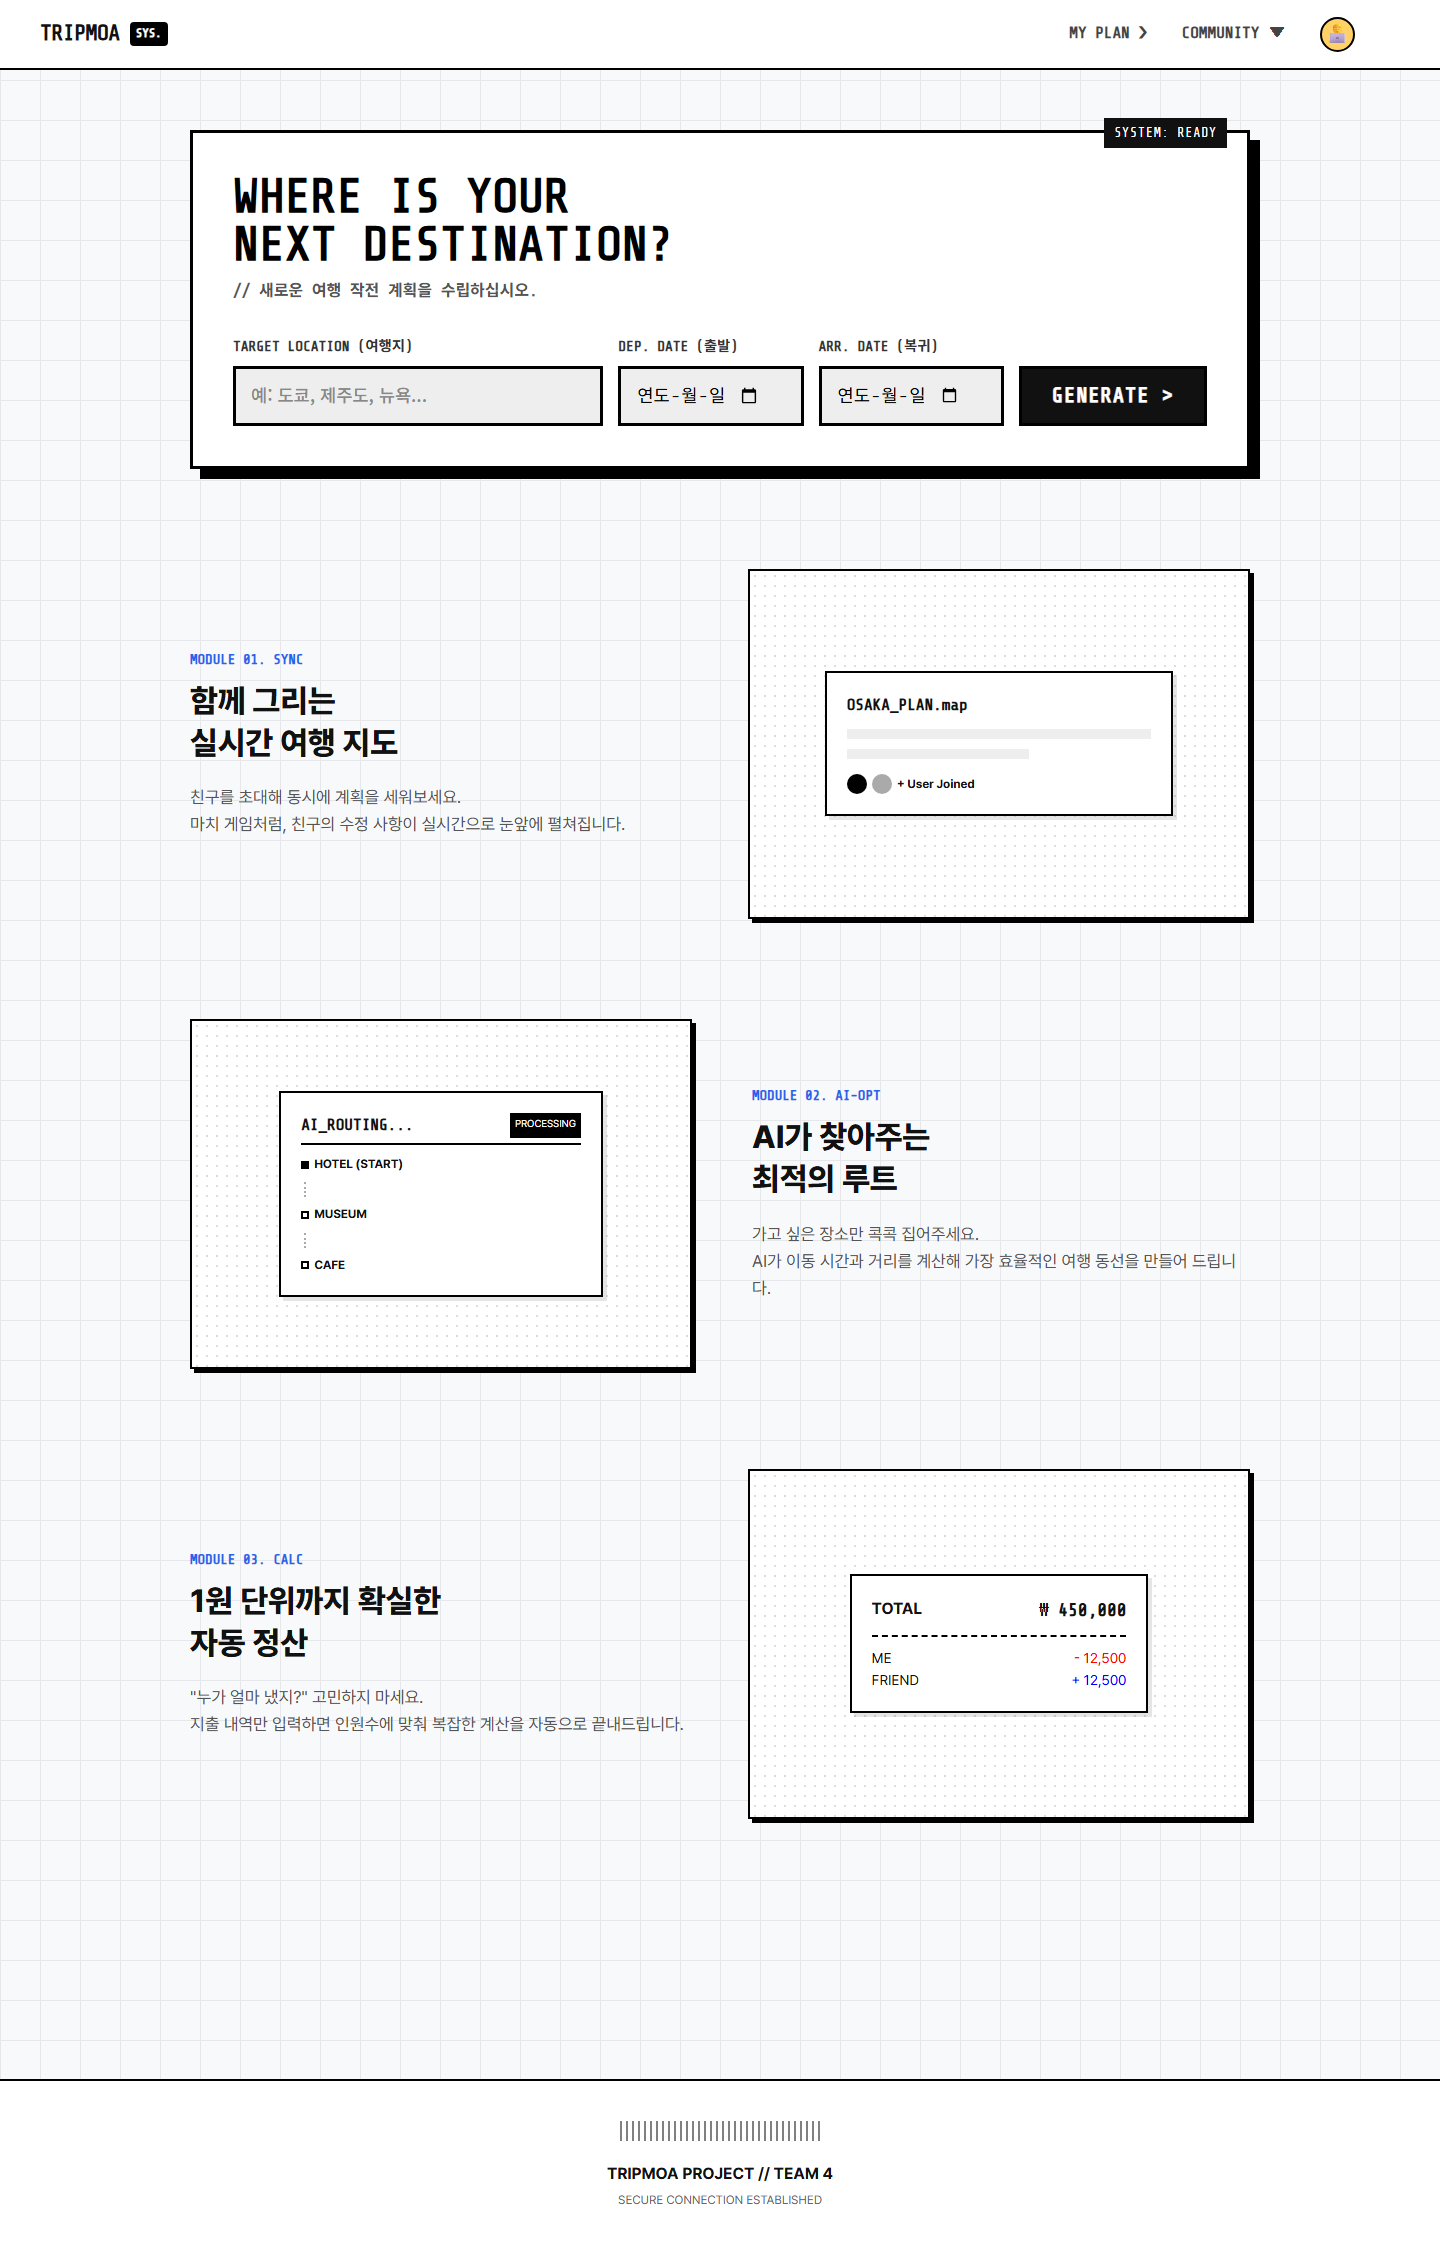 TRIPMOA SYS.
MY PLAN ❯ COMMUNITY ▼
SYSTEM: READY
WHERE IS YOUR
NEXT DESTINATION?
// 새로운 여행 작전 계획을 수립하십시오.
TARGET LOCATION (여행지) DEP. DATE (출발) ARR. DATE (복귀)
예: 도쿄, 제주도, 뉴욕... 연도-월-일 연도-월-일 GENERATE >
MODULE 01. SYNC
함께 그리는
실시간 여행 지도
친구를 초대해 동시에 계획을 세워보세요.
마치 게임처럼, 친구의 수정 사항이 실시간으로 눈앞에 펼쳐집니다.
OSAKA_PLAN.map
+ User Joined
AI_ROUTING... PROCESSING
HOTEL (START)
MUSEUM
CAFE
MODULE 02. AI-OPT
AI가 찾아주는
최적의 루트
가고 싶은 장소만 콕콕 집어주세요.
AI가 이동 시간과 거리를 계산해 가장 효율적인 여행 동선을 만들어 드립니
다.
MODULE 03. CALC
1원 단위까지 확실한
자동 정산
"누가 얼마 냈지?" 고민하지 마세요.
지출 내역만 입력하면 인원수에 맞춰 복잡한 계산을 자동으로 끝내드립니다.
TOTAL ₩ 450,000
ME - 12,500
FRIEND + 12,500
TRIPMOA PROJECT // TEAM 4
SECURE CONNECTION ESTABLISHED